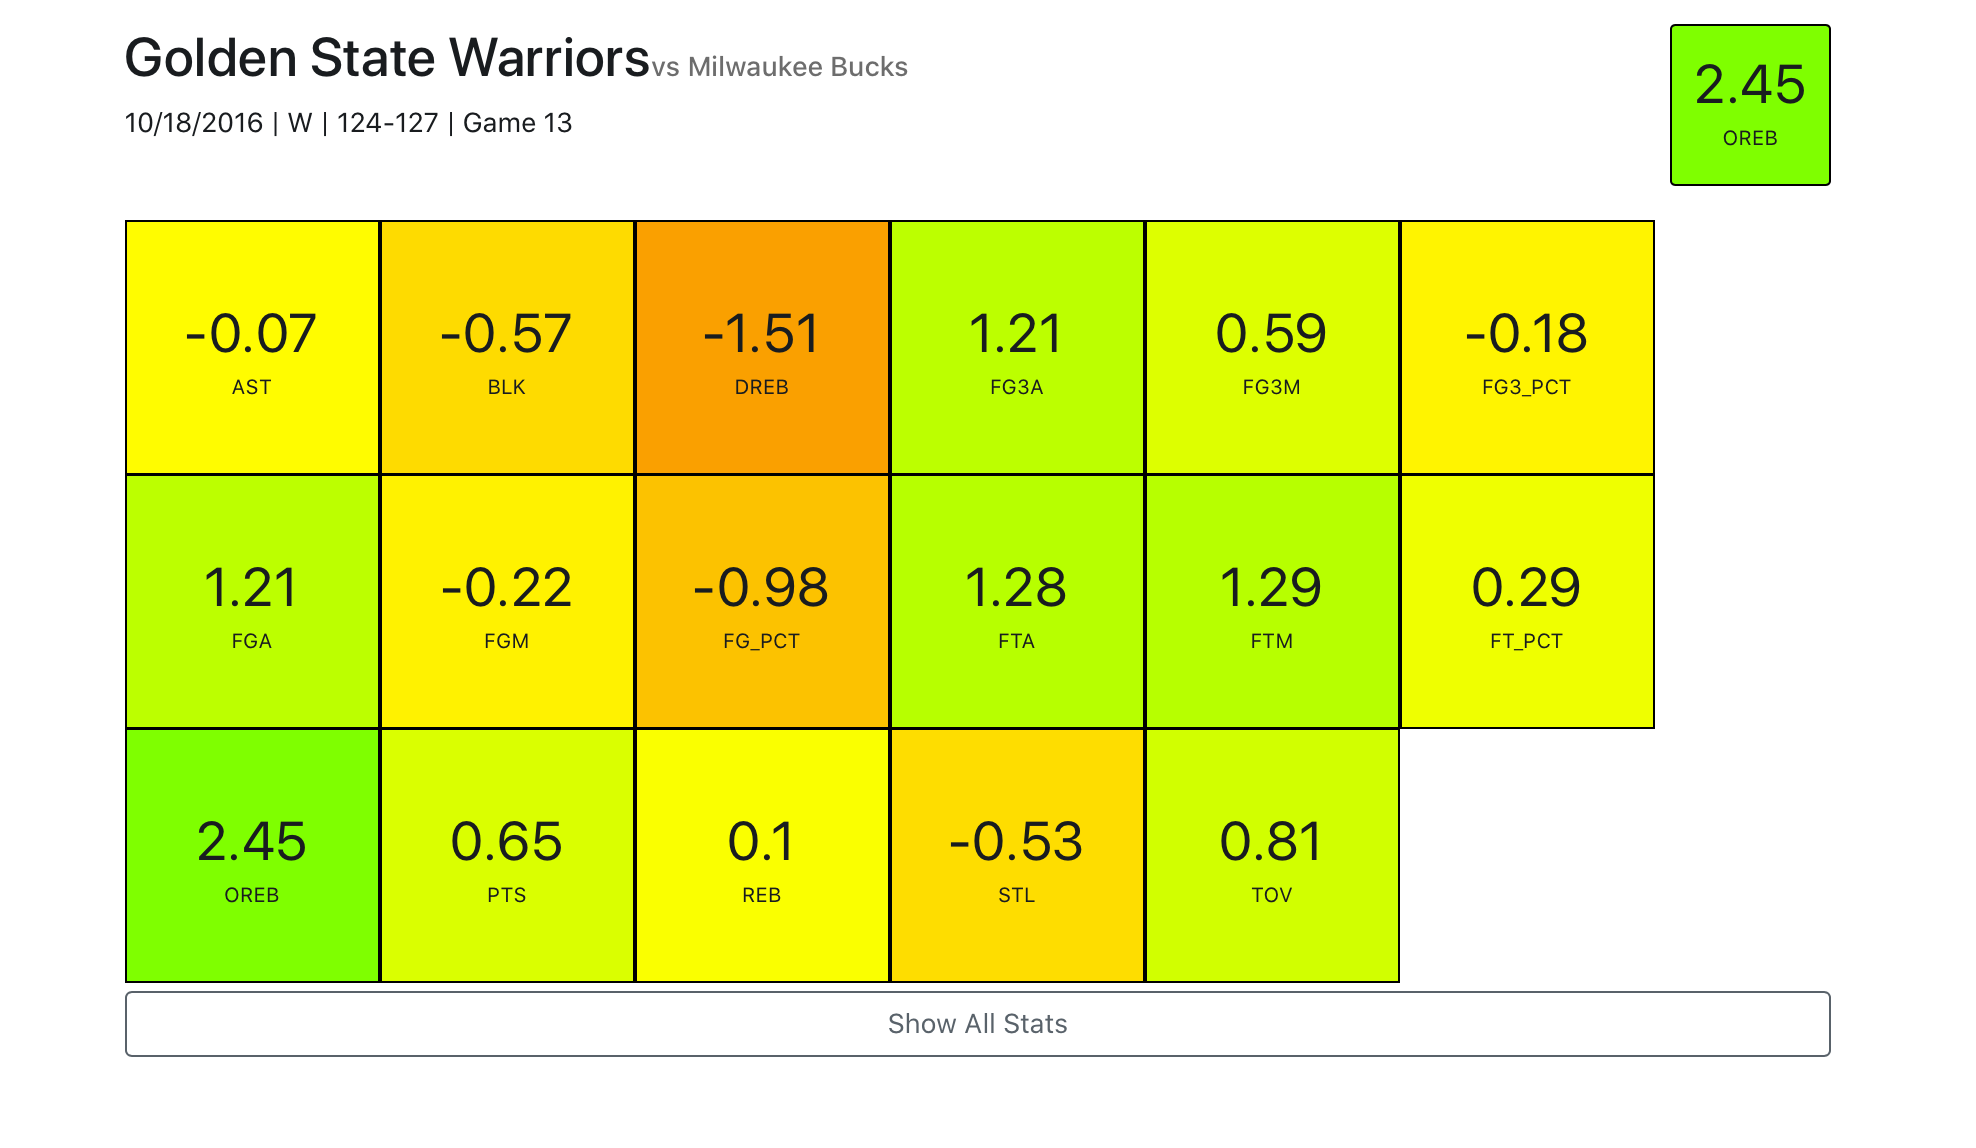 Golden State Warriors vs Milwaukee Bucks
10/18/2016 | W | 124-127 | Game 13
2.45
OREB
-0.07 -0.57 -1.51 1.21 0.59 -0.18
AST BLK DREB FG3A FG3M FG3_PCT
1.21 -0.22 -0.98 1.28 1.29 0.29
FGA FGM FG_PCT FTA FTM FT_PCT
2.45 0.65 0.1 -0.53 0.81
OREB PTS REB STL TOV
Show All Stats